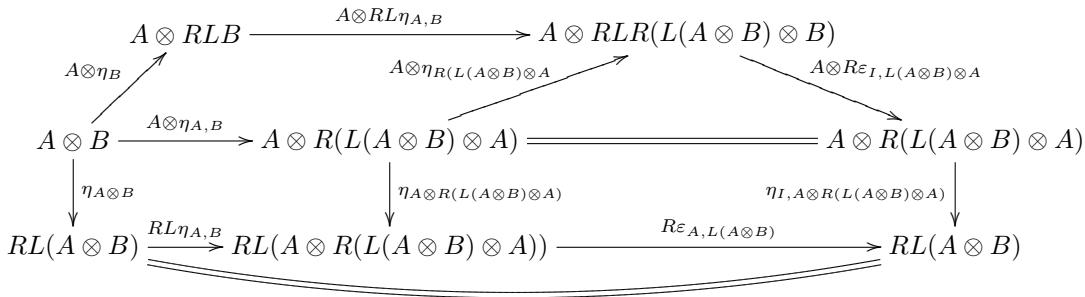 A ⊗ RLB A⊗RLη_{A,B} A ⊗ RLR(L(A ⊗ B) ⊗ B)
A⊗η_B A⊗η_{R(L(A⊗B)⊗A} A⊗Rε_{I,L(A⊗B)⊗A}
A ⊗ B A⊗η_{A,B} A ⊗ R(L(A ⊗ B) ⊗ A) A ⊗ R(L(A ⊗ B) ⊗ A)
η_{A⊗B} η_{A⊗R(L(A⊗B)⊗A)} η_{I,A⊗R(L(A⊗B)⊗A)}
RL(A ⊗ B) RLη_{A,B} RL(A ⊗ R(L(A ⊗ B) ⊗ A)) Rε_{A,L(A⊗B)} RL(A ⊗ B)